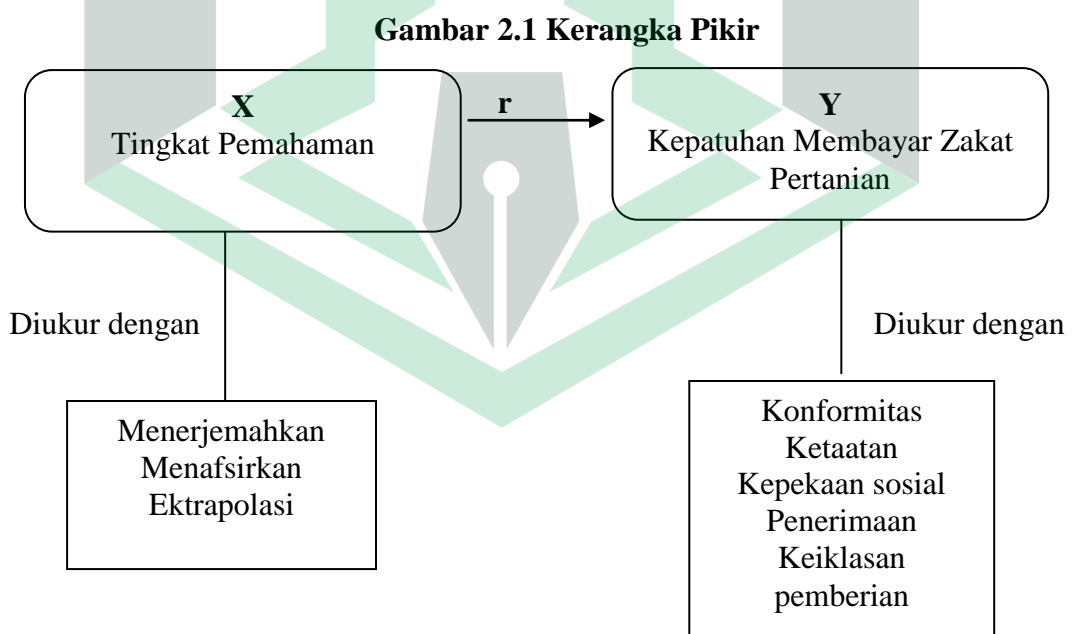 Gambar 2.1 Kerangka Pikir
X
Tingkat Pemahaman
r
Y
Kepatuhan Membayar Zakat
Pertanian
Diukur dengan
Diukur dengan
Menerjemahkan
Menafsirkan
Ektrapolasi
Konformitas
Ketaatan
Kepekaan sosial
Penerimaan
Keiklasan
pemberian